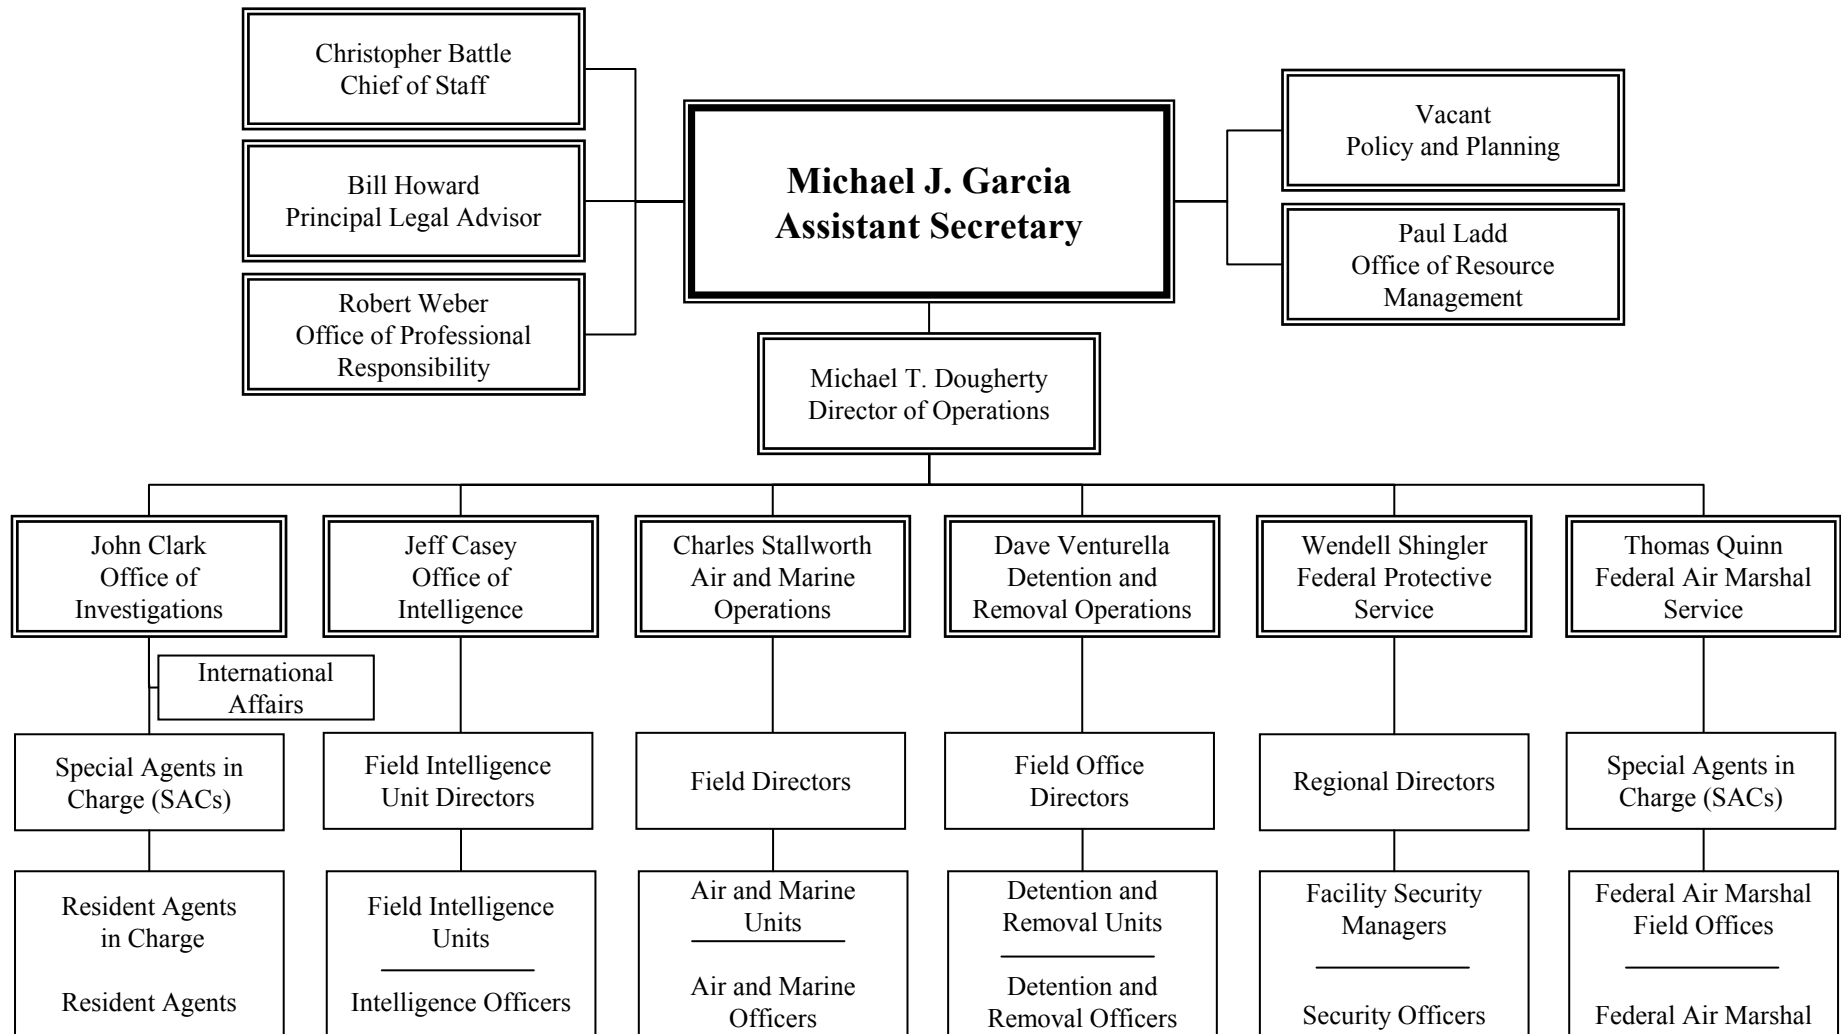 Christopher Battle
Chief of Staff
Bill Howard
Principal Legal Advisor
Robert Weber
Office of Professional
Responsibility
Michael J. Garcia
Assistant Secretary
Vacant
Policy and Planning
Paul Ladd
Office of Resource
Management
Michael T. Dougherty
Director of Operations
John Clark
Office of
Investigations
Jeff Casey
Office of
Intelligence
Charles Stallworth
Air and Marine
Operations
Dave Venturella
Detention and
Removal Operations
Wendell Shingler
Federal Protective
Service
Thomas Quinn
Federal Air Marshal
Service
International
Affairs
Special Agents in
Charge (SACs)
Field Intelligence
Unit Directors
Field Directors
Field Office
Directors
Regional Directors
Special Agents in
Charge (SACs)
Resident Agents
in Charge
Resident Agents
Field Intelligence
Units
Intelligence Officers
Air and Marine
Units
Air and Marine
Officers
Detention and
Removal Units
Detention and
Removal Officers
Facility Security
Managers
Security Officers
Federal Air Marshal
Field Offices
Federal Air Marshal